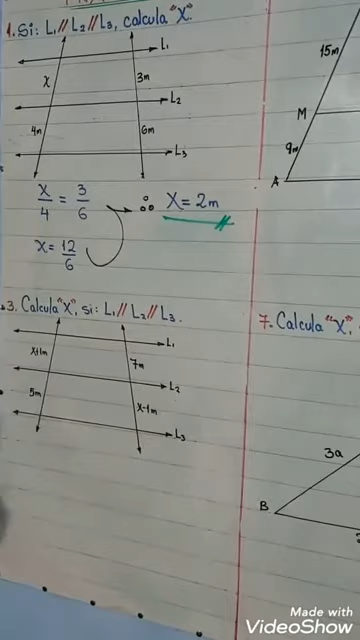 1. Si: L₁ // L₂ // L₃, calcula "X".
L₁
x
3m
L₂
4m
6m
L₃
x/4 = 3/6
∴ X = 2m
x = 12/6
3. Calcula "X", si: L₁ // L₂ // L₃.
L₁
x+1m
7m
L₂
5m
x-1m
L₃
15m
M
9m
A
7. Calcula "X",
3a
B
Made with
VideoShow